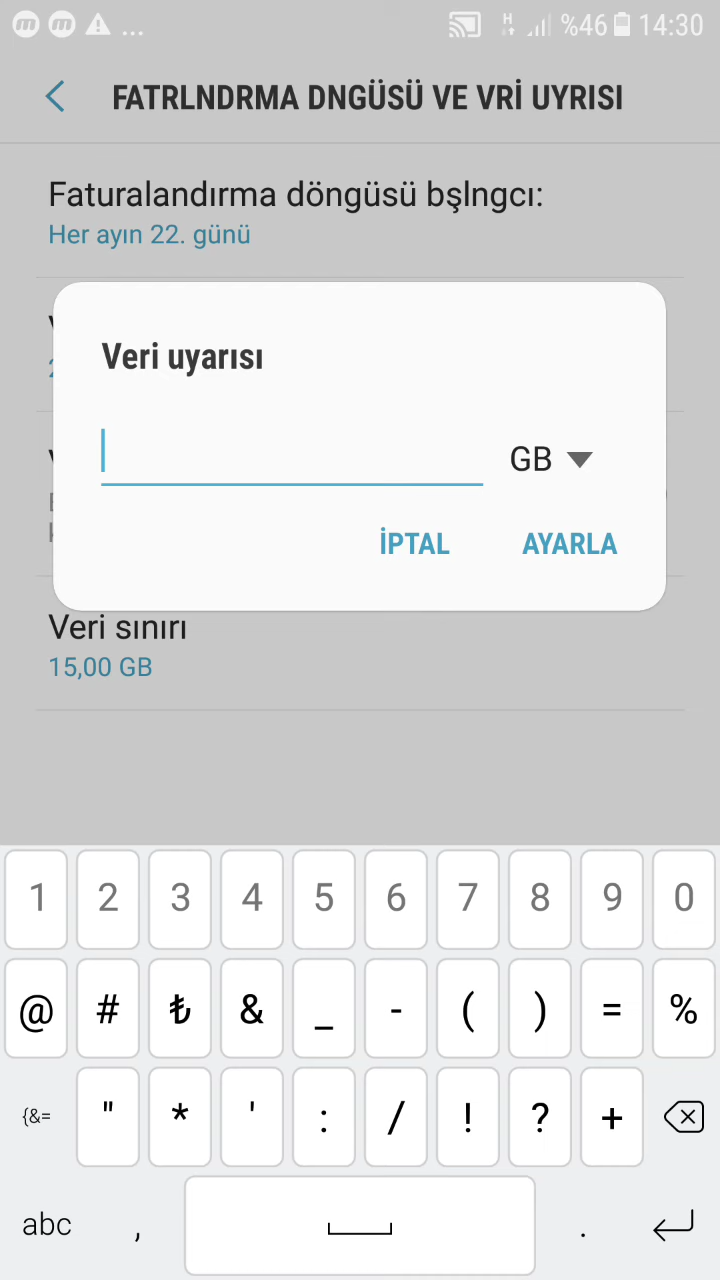 ... H %46 14:30
FATRLNDRMA DNGÜSÜ VE VRİ UYRISI
Faturalandırma döngüsü bşlngcı:
Her ayın 22. günü
Veri uyarısı
GB
İPTAL AYARLA
Veri sınırı
15,00 GB
1 2 3 4 5 6 7 8 9 0
@ # ₺ & _ - ( ) = %
{&= " * ' : / ! ? +
abc , .